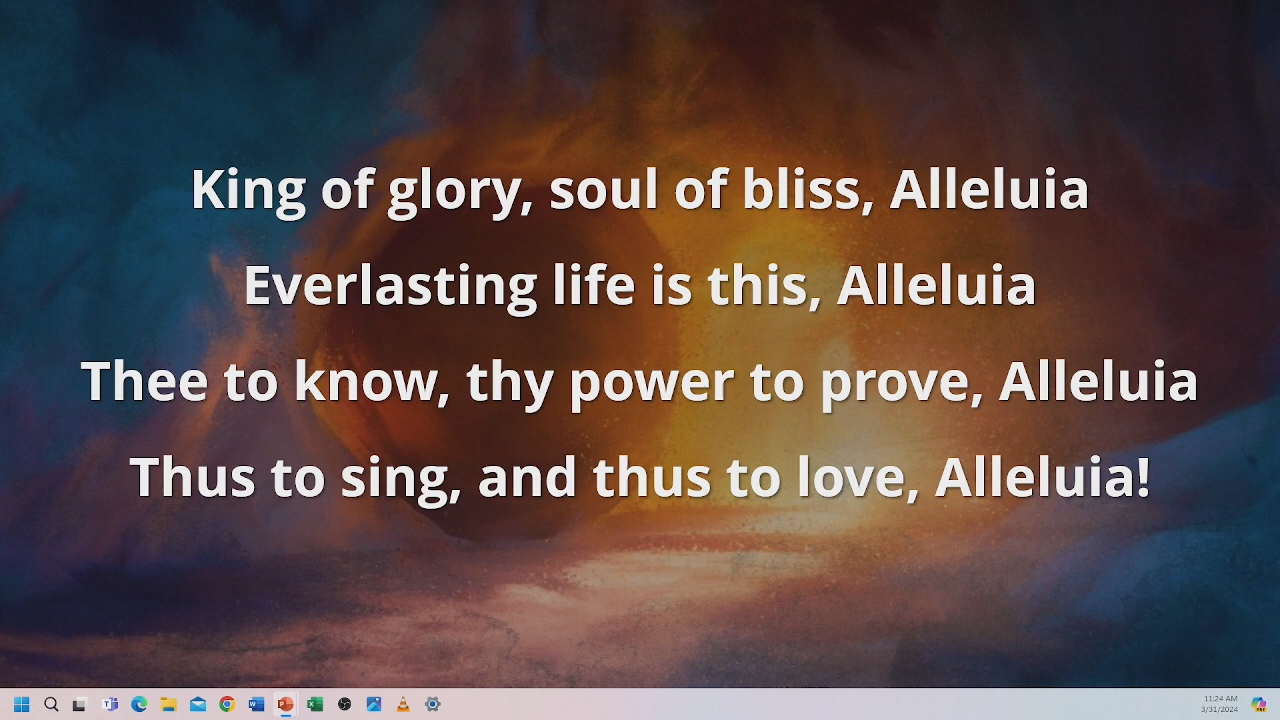 King of glory, soul of bliss, Alleluia
Everlasting life is this, Alleluia
Thee to know, thy power to prove, Alleluia
Thus to sing, and thus to love, Alleluia!
11:24 AM
3/31/2024